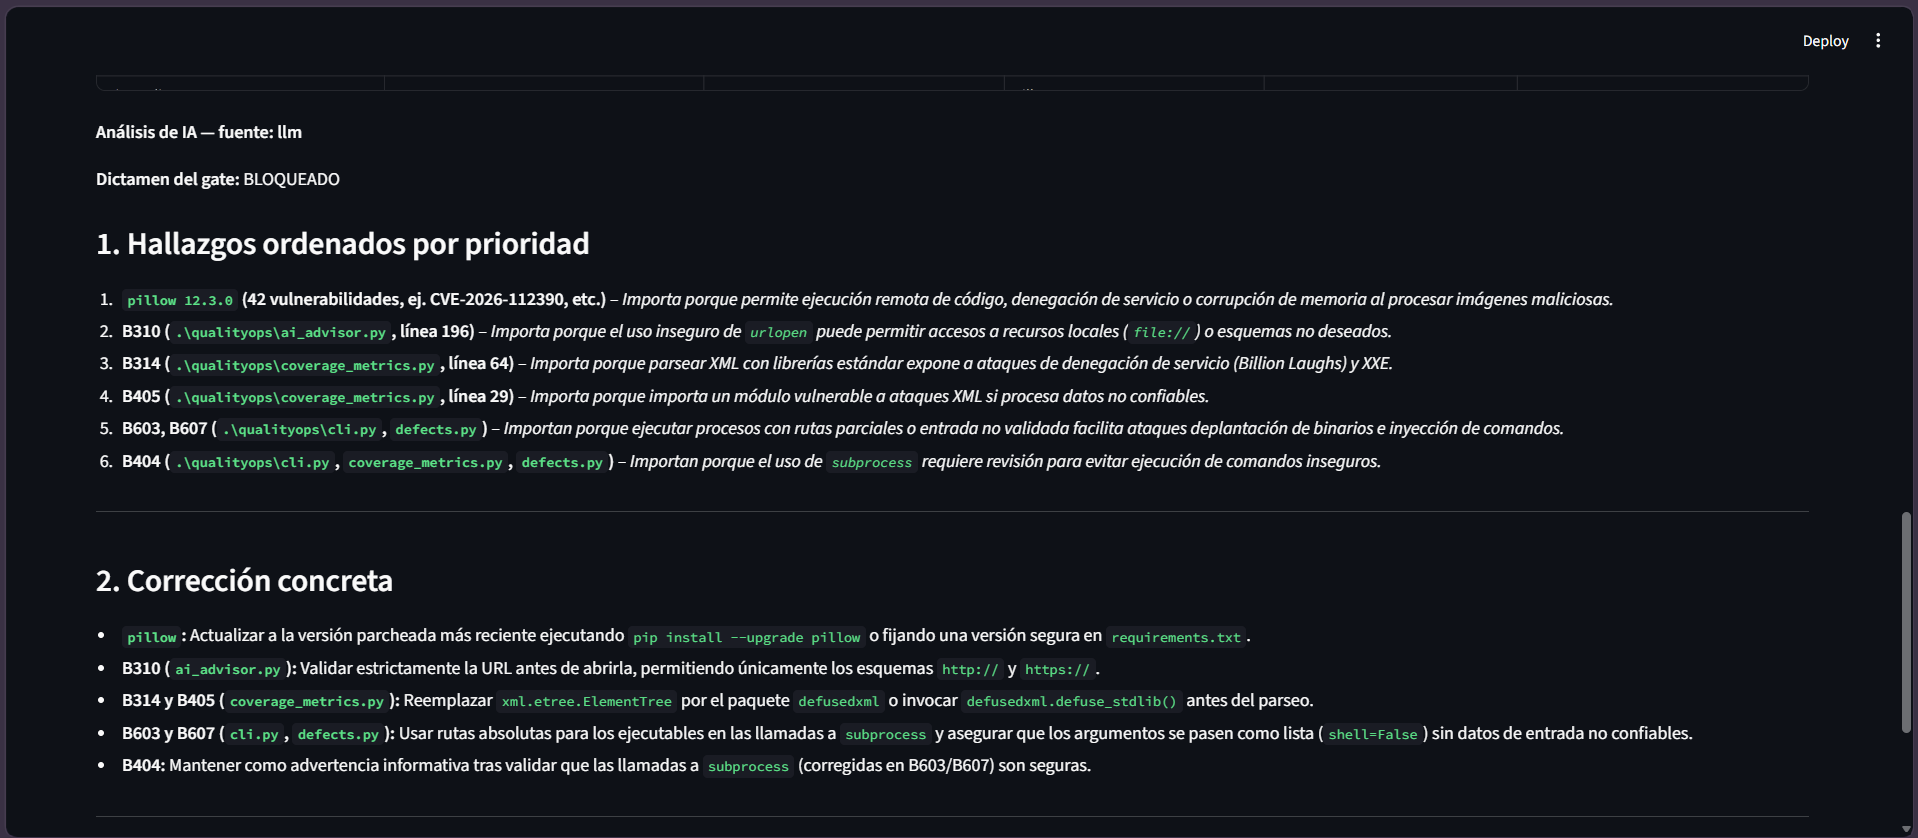 Deploy
Análisis de IA — fuente: llm
Dictamen del gate: BLOQUEADO
1. Hallazgos ordenados por prioridad
1. pillow 12.3.0 (42 vulnerabilidades, ej. CVE-2026-112390, etc.) – Importa porque permite ejecución remota de código, denegación de servicio o corrupción de memoria al procesar imágenes maliciosas.
2. B310 ( .\qualityops\ai_advisor.py , línea 196) – Importa porque el uso inseguro de urlopen puede permitir accesos a recursos locales ( file:// ) o esquemas no deseados.
3. B314 ( .\qualityops\coverage_metrics.py , línea 64) – Importa porque parsear XML con librerías estándar expone a ataques de denegación de servicio (Billion Laughs) y XXE.
4. B405 ( .\qualityops\coverage_metrics.py , línea 29) – Importa porque importa un módulo vulnerable a ataques XML si procesa datos no confiables.
5. B603, B607 ( .\qualityops\cli.py , defects.py ) – Importan porque ejecutar procesos con rutas parciales o entrada no validada facilita ataques deplantación de binarios e inyección de comandos.
6. B404 ( .\qualityops\cli.py , coverage_metrics.py , defects.py ) – Importan porque el uso de subprocess requiere revisión para evitar ejecución de comandos inseguros.
2. Corrección concreta
• pillow : Actualizar a la versión parcheada más reciente ejecutando pip install --upgrade pillow o fijando una versión segura en requirements.txt .
• B310 ( ai_advisor.py ): Validar estrictamente la URL antes de abrirla, permitiendo únicamente los esquemas http:// y https:// .
• B314 y B405 ( coverage_metrics.py ): Reemplazar xml.etree.ElementTree por el paquete defusedxml o invocar defusedxml.defuse_stdlib() antes del parseo.
• B603 y B607 ( cli.py , defects.py ): Usar rutas absolutas para los ejecutables en las llamadas a subprocess y asegurar que los argumentos se pasen como lista ( shell=False ) sin datos de entrada no confiables.
• B404: Mantener como advertencia informativa tras validar que las llamadas a subprocess (corregidas en B603/B607) son seguras.